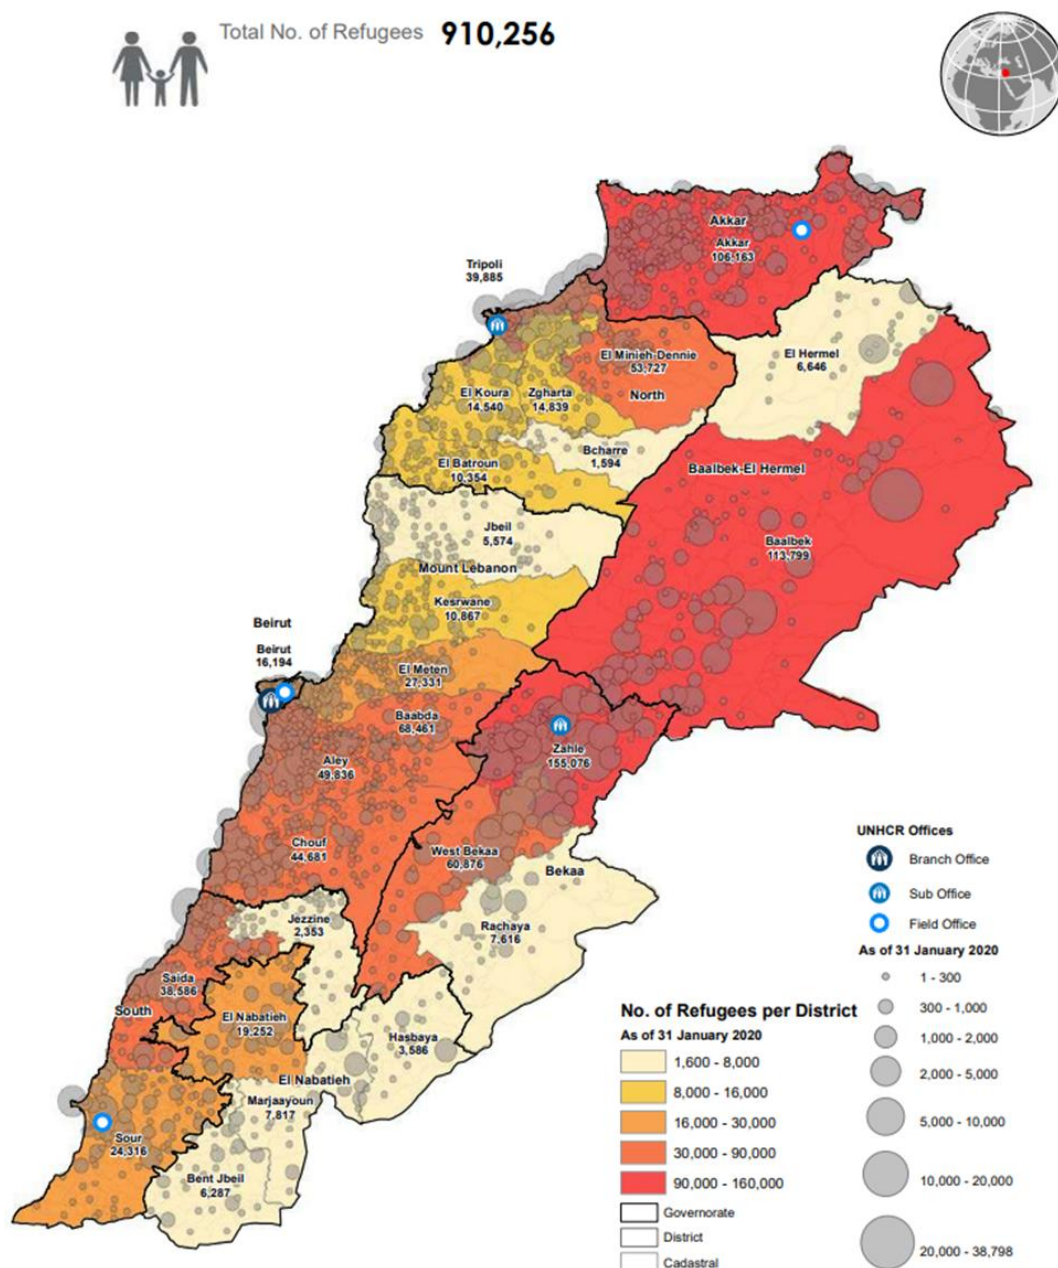 Total No. of Refugees 910,256
Akkar
Akkar
106,163
Tripoli
39,885
El Hermel
6,646
El Minieh-Dennie
53,727
North
El Koura
14,540
Zgharta
14,839
Bcharre
1,594
El Batroun
10,354
Baalbek-El Hermel
Jbeil
5,574
Baalbek
113,799
Mount Lebanon
Kesrwane
10,867
Beirut
Beirut
16,194
El Meten
27,331
Baabda
68,461
Zahle
155,076
Aley
49,836
Chouf
44,681
West Bekaa
60,876
Bekaa
Jezzine
2,353
Rachaya
7,616
Saida
38,586
South
El Nabatieh
19,252
Hasbaya
3,586
El Nabatieh
Marjaayoun
7,817
Sour
24,316
Bent Jbeil
6,287
UNHCR Offices
Branch Office
Sub Office
Field Office
As of 31 January 2020
1 - 300
300 - 1,000
1,000 - 2,000
2,000 - 5,000
5,000 - 10,000
10,000 - 20,000
20,000 - 38,798
No. of Refugees per District
As of 31 January 2020
1,600 - 8,000
8,000 - 16,000
16,000 - 30,000
30,000 - 90,000
90,000 - 160,000
Governorate
District
Cadastral